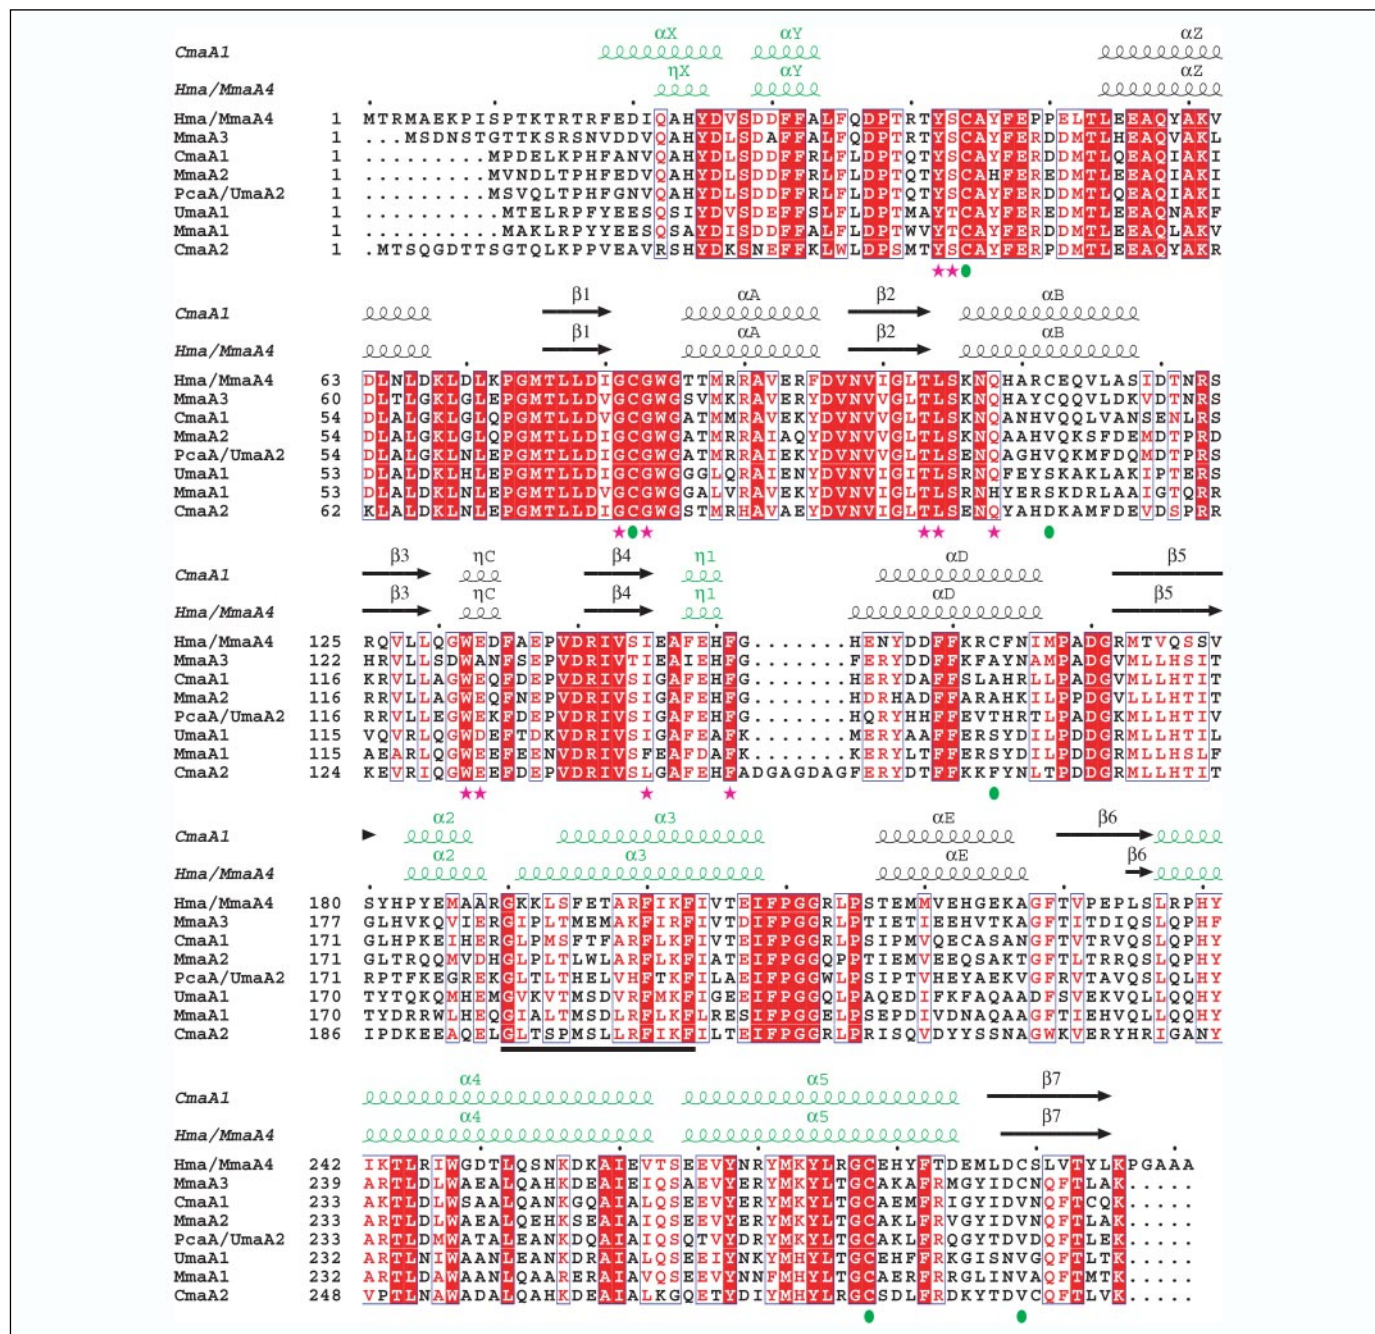 αX αY αZ
CmaA1
ηX αY αZ
Hma/MmaA4
Hma/MmaA4 1 MTRMAEKPISPTKTRTRFEDIQAHYDVSDDFFALFQDPTRTYSCAYFEPPELTLEEAQYAKV
MmaA3 1 ...MSDNSTGTTKSRSNVDDVQAHYDLSDAFFALFQDPTRTYSCAYFERDDMTLHEAQVAKL
CmaA1 1 .........MPDELKPHFANVQAHYDLSDDFFRLFLDPTQTYSCAYFERDDMTLQEAQIAKI
MmaA2 1 .........MVNDLTPHFEDVQAHYDLSDDFFRLFLDPTQTYSCAHFEREDMTLEEAQIAKI
PcaA/UmaA2 1 .........MSVQLTPHFGNVQAHYDLSDDFFRLFLDPTQTYSCAYFERDDMTLQEAQIAKI
UmaA1 1 ..........MTELRPFYEESQSIYDVSDEFFSLFLDPTMAYTCAYFEREDMTLEEAQNAKF
MmaA1 1 ..........MAKLRPYYEESQSAYDISDDFFALFLDPTWVYTCAYFERDDMTLEEAQLAKV
CmaA2 1 .MTSQGDTTSGTQLKPPVEAVRSHYDKSNEFFKLWLDPSMTYSCAYFERPDMTLEEAQYAKR
β1 αA β2 αB
CmaA1
β1 αA β2 αB
Hma/MmaA4
Hma/MmaA4 63 DLNLDKLDLKPGMTLLDIGCGWGTTMRRAVERFDVNVIGLTLSKNQHARCEQVLASIDTNRS
MmaA3 60 DLTLGKLGLEPGMTLLDVGCGWGSVMKRAVERYDVNVVGLTLSKNQHAYCQQVLDKVDTNRS
CmaA1 54 DLALGKLGLQPGMTLLDVGCGWGATMMRAVEKYDVNVVGLTLSKNQANHVQQLVANSENLRS
MmaA2 54 DLALGKLGLQPGMTLLDIGCGWGATMRRAIAQYDVNVVGLTLSKNQAAHVQKSFDEMDTPRD
PcaA/UmaA2 54 DLALGKLNLEPGMTLLDIGCGWGATMRRAIEKYDVNVVGLTLSENQAGHVQKMFDQMDTPRS
UmaA1 53 DLALDKHHLEPGMTLLDIGCGWGGGLQRAIENYDVNVIGITLSRNQFEYSKAKLAKIPTERS
MmaA1 53 DLALDKLNLEPGMTLLDVGCGWGGALVRAVEKYDVNVIGLTLSRNHYERSKDRLAAIGTQRR
CmaA2 62 KLALDKLNLEPGMTLLDIGCGWGSTMRHAVAEYDVNVIGLTLSENQYAHDKAMFDEVDSPRR
β3 ηC β4 η1 αD β5
CmaA1
β3 ηC β4 η1 αD β5
Hma/MmaA4
Hma/MmaA4 125 RQVLLQGWEDFAEPVDRIVSIEAFEHFG.......HENYDDFFKRCFNIMPADGRMTVQSSV
MmaA3 122 HRVLLSDWANFSEPVDRIVTIEAIEHFG.......FERYDDFFKFAYNAMPADGVMLLHSIT
CmaA1 116 KRVLLAGWEQFDEPVDRIVSIGAFEHFG.......HERYDAFFSLAHRLLPADGVMLLHTIT
MmaA2 116 RRVLLAGWEQFNEPVDRIVSIGAFEHFG.......HDRHADFFARAHKILPPDGVLLLHTIT
PcaA/UmaA2 116 RRVLLEGWEKFDEPVDRIVSIGAFEHFG.......HQRYHHFFEVTHRTLPADGKMLLHTIV
UmaA1 115 VQVRLQGWDEFTDKVDRIVSIGAFEAFK.......MERYAAFFERSYDILPDDGRMLLHTIL
MmaA1 115 AEARLQGWEEFEENVDRIVSFEAFDAFK.......KERYLTFFERSYDILPDDGRMLLHSLF
CmaA2 124 KEVRIQGWEEFDEPVDRIVSLGAFEHFADGAGDAGFERYDTFFKKFYNLTPDDGRMLLHTIT
α2 α3 αE β6
CmaA1
α2 α3 αE β6
Hma/MmaA4
Hma/MmaA4 180 SYHPYEMAARGKKLSFETARFIKFIVTEIFPGGRLPSTEMMVEHGEKAGFTVPEPLSLRPHY
MmaA3 177 GLHVKQVIERGIPLTMEMAKFIRFIVTDIFPGGRLPTIETIEEHVTKAGFTITDIQSLQPHF
CmaA1 171 GLHPKEIHERGLPMSFTFARFLKFIVTEIFPGGRLPSIPMVQECASANGFTVTRVQSLQPHY
MmaA2 171 GLTRQQMVDHGLPLTLWLARFLKFIATEIFPGGQPPTIEMVEEQSAKTGFTLTRRQSLQPHY
PcaA/UmaA2 171 RPTFKEGREKGLTLTHELVHFTKFILAEIFPGGWLPSIPTVHEYAEKVGFRVTAVQSLQLHY
UmaA1 170 TYTQKQMHEMGVKVTMSDVRFMKFIGEEIFPGGQLPAQEDIFKFAQAADFSVEKVQLLQQHY
MmaA1 170 TYDRRWLHEQGIALTMSDLRFLKFLRESIFPGGELPSEPDIVDNAQAAGFTIEHVQLLQQHY
CmaA2 186 IPDKEEAQELGLTSPMSLLRFIKFILTEIFPGGRLPRISQVDYYSSNAGWKVERYHRIGANY
α4 α5 β7
CmaA1
α4 α5 β7
Hma/MmaA4
Hma/MmaA4 242 IKTLRIWGDTLQSNKDKAIEVTSEEVYNRYMKYLRGCEHYFTDEMLDCSLVTYLKPGAAA
MmaA3 239 ARTLDLWAEALQAHKDEAIEIQSAEVYERYMKYLTGCAKAFRMGYIDCNQFTLAK.....
CmaA1 233 AKTLDLWSAALQANKGQAIALQSEEVYERYMKYLTGCAEMFRIGYIDVNQFTCQK.....
MmaA2 233 ARTLDLWAEALQEHKSEAIAIQSEEVYERYMKYLTGCAKLFRVGYIDVNQFTLAK.....
PcaA/UmaA2 233 ARTLDMWATALEANKDQAIAIQSQTVYDRYMKYLTGCAKLFRQGYTDVDQFTLEK.....
UmaA1 232 ARTLNIWAANLEANKDRAIALQSEEIYNKYMHYLTGCEHFFRKGISNVGQFTLTK.....
MmaA1 232 ARTLDAWAANLQAARERAIAVQSEEVYNNFMHYLTGCAERFRRGLINVAQFTMTK.....
CmaA2 248 VPTLNAWADALQAHKDEAIALKGQETYDIYMHYLRGCSDLFRDKYTDVCQFTLVK.....